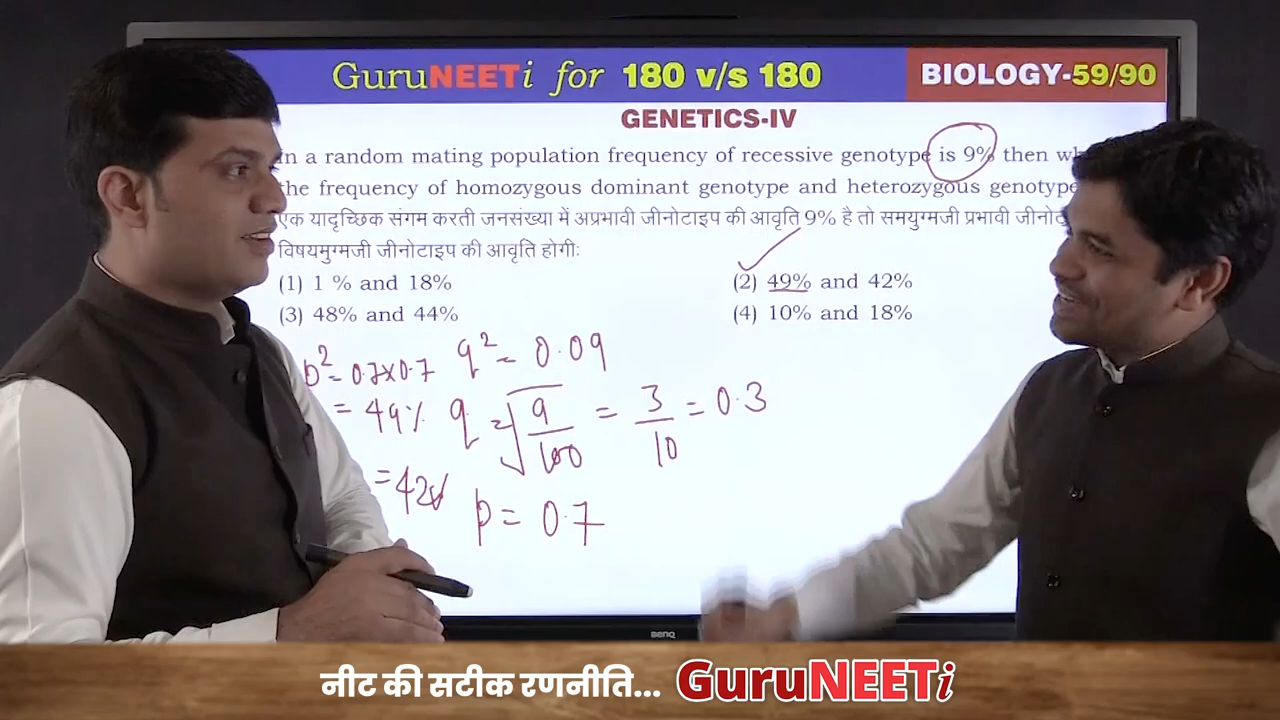 GuruNEETi for 180 v/s 180
BIOLOGY-59/90
GENETICS-IV
In a random mating population frequency of recessive genotype is 9% then
the frequency of homozygous dominant genotype and heterozygous genotype
एक यादृच्छिक संगम करती जनसंख्या में अप्रभावी जीनोटाइप की आवृति 9% है तो समयुग्मजी प्रभावी
विषयमुग्मजी जीनोटाइप की आवृति होगीः
(1) 1 % and 18%
(2) 49% and 42%
(3) 48% and 44%
(4) 10% and 18%
p² = 0.7×0.7
= 49%
= 42%
q² = 0.09
q = √9/100 = 3/10 = 0.3
p = 0.7
BenQ
नीट की सटीक रणनीति... GuruNEETi